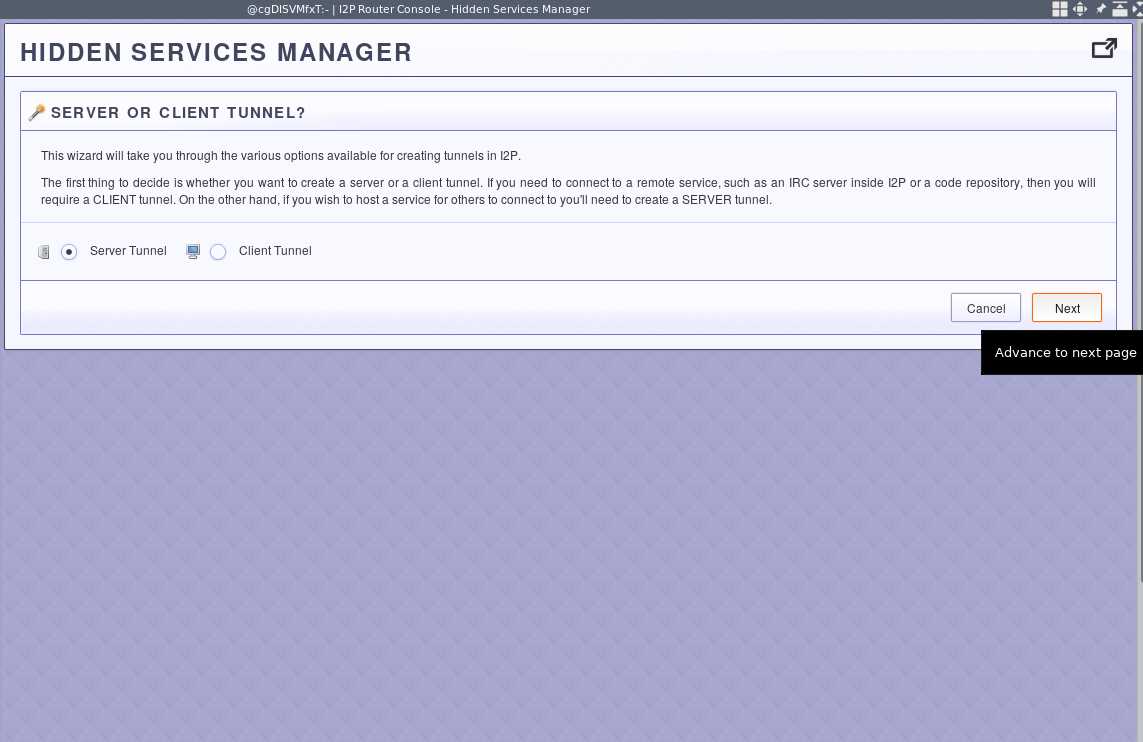 @cgDISVMfxT:- | I2P Router Console - Hidden Services Manager
HIDDEN SERVICES MANAGER
SERVER OR CLIENT TUNNEL?
This wizard will take you through the various options available for creating tunnels in I2P.
The first thing to decide is whether you want to create a server or a client tunnel. If you need to connect to a remote service, such as an IRC server inside I2P or a code repository, then you will
require a CLIENT tunnel. On the other hand, if you wish to host a service for others to connect to you'll need to create a SERVER tunnel.
Server Tunnel Client Tunnel
Cancel Next
Advance to next page